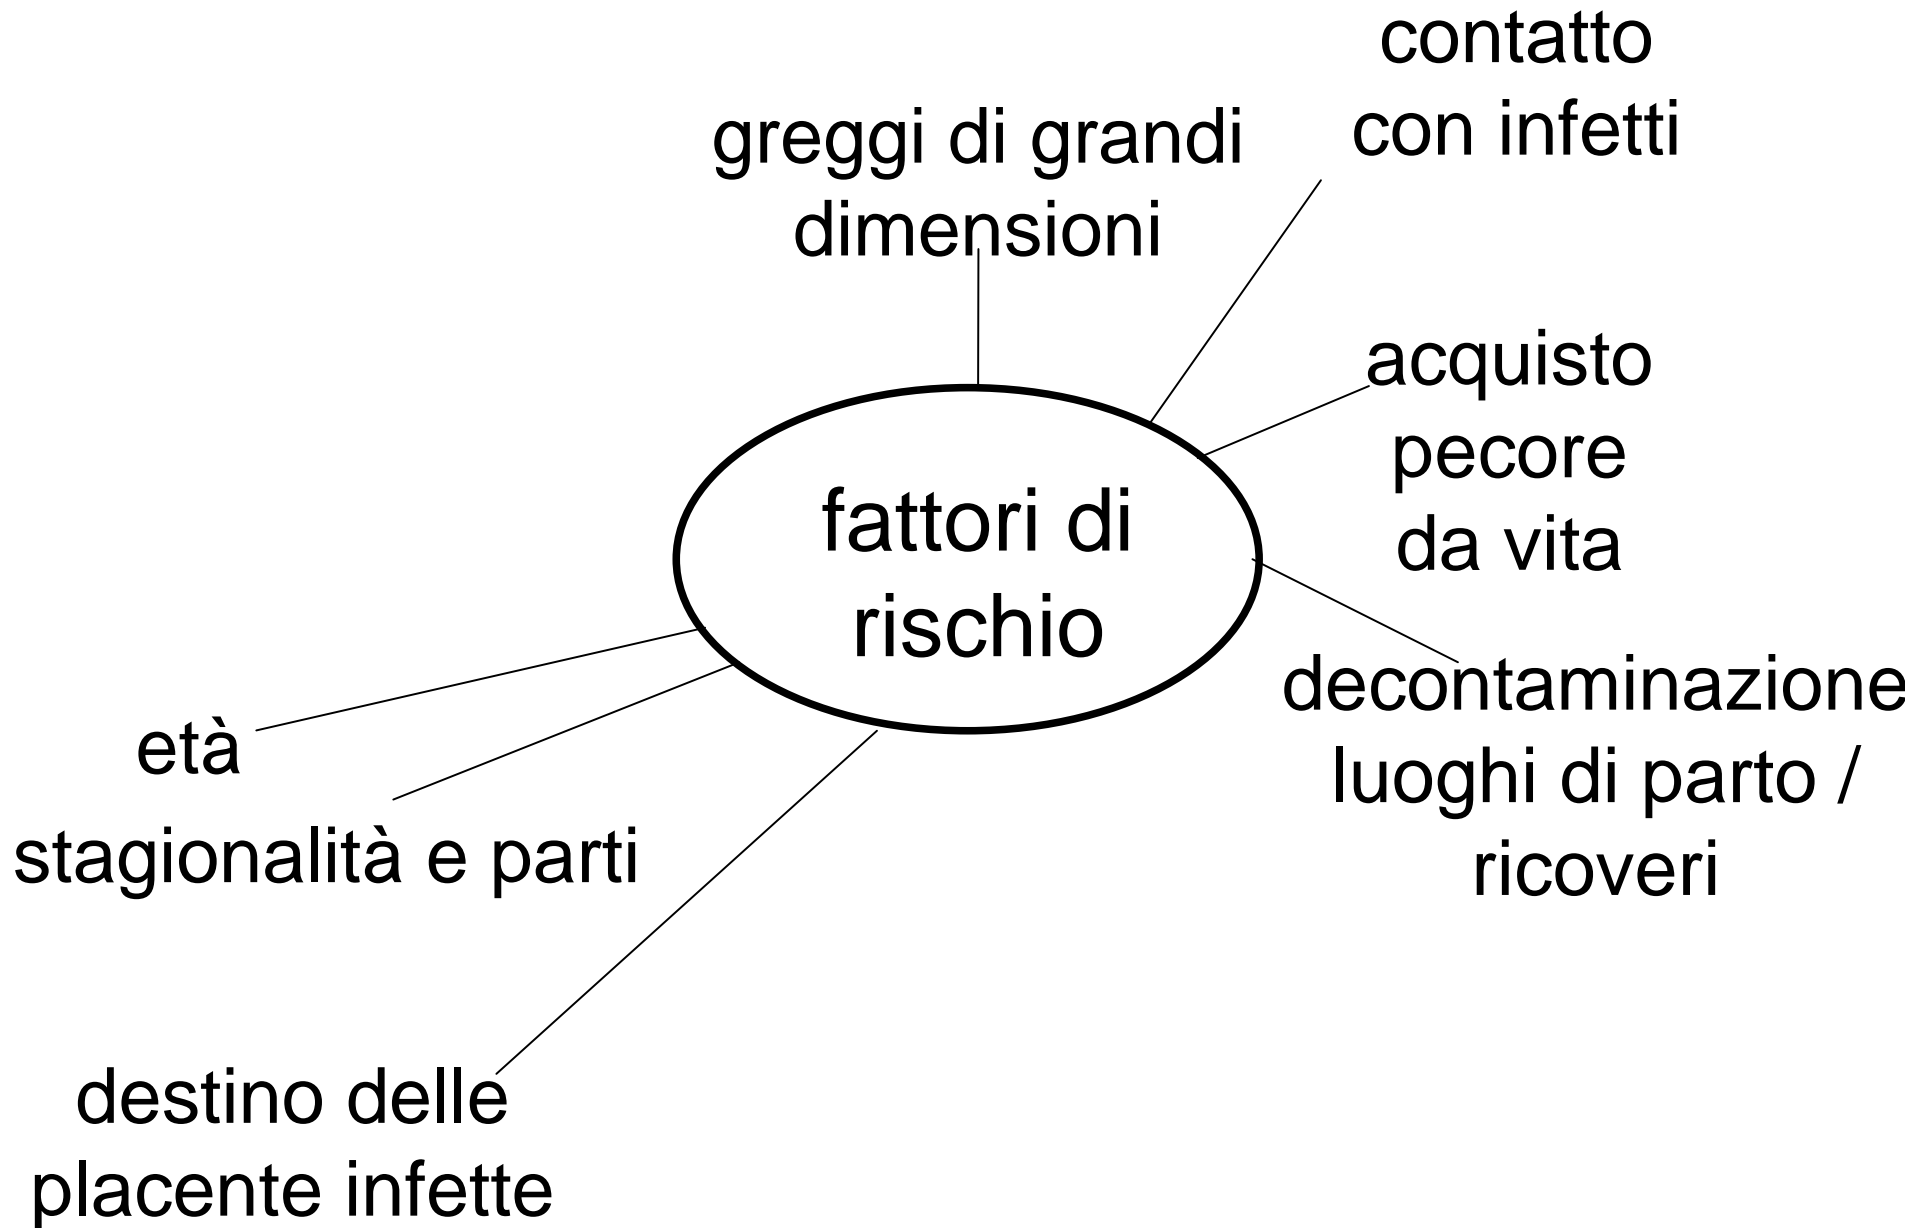 contatto
con infetti
greggi di grandi
dimensioni
acquisto
pecore
da vita
fattori di
rischio
decontaminazione
luoghi di parto /
ricoveri
età
stagionalità e parti
destino delle
placente infette